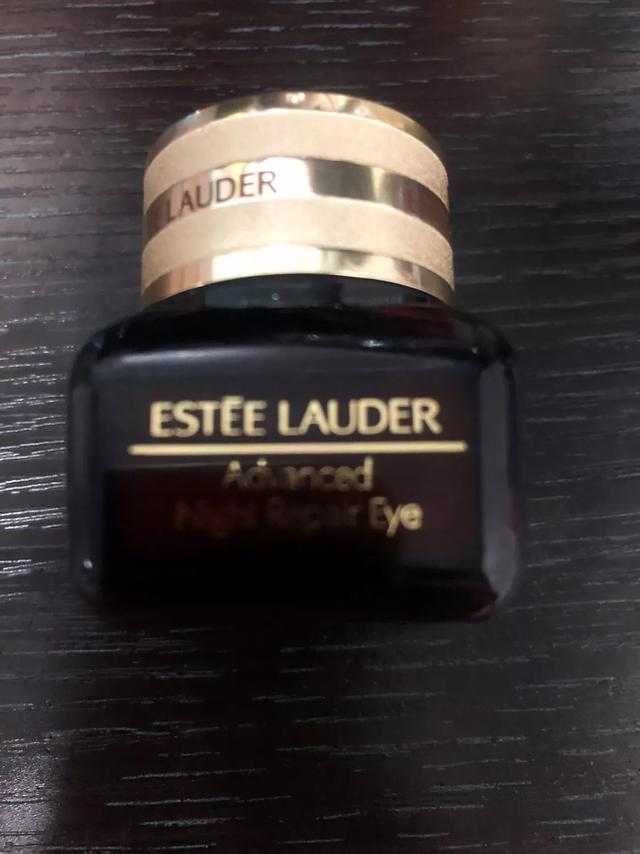 LAUDER
ESTĒE LAUDER
Advanced
Night Repair Eye